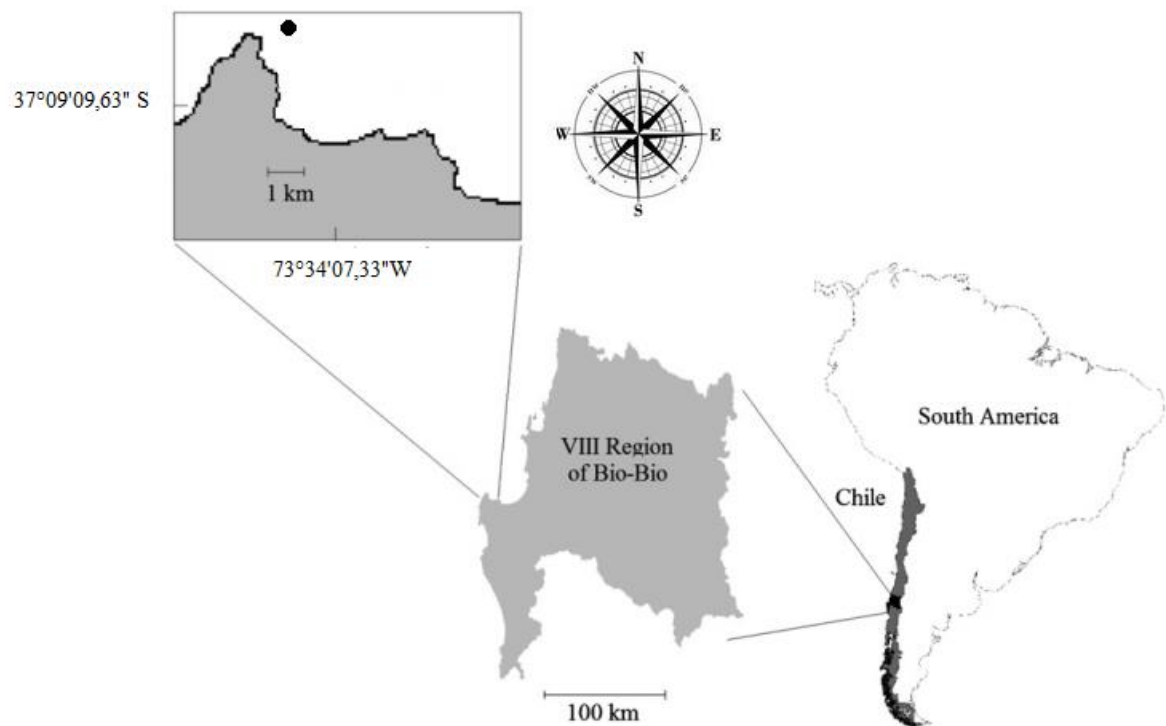 37°09'09,63" S
1 km
73°34'07,33"W
N
W
E
S
VIII Region
of Bio-Bio
South America
Chile
100 km